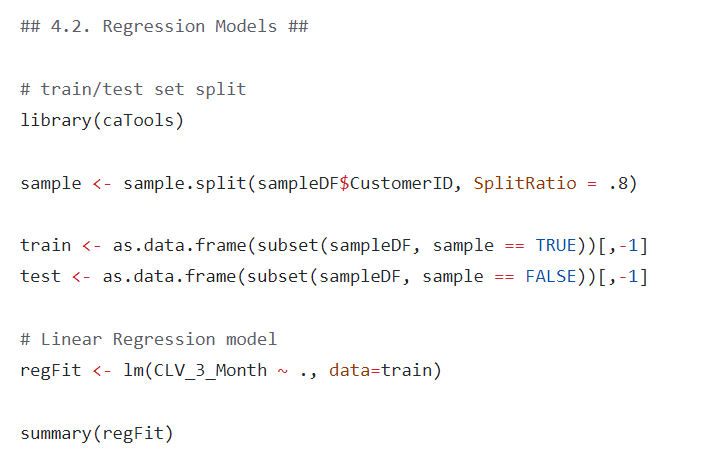 ## 4.2. Regression Models ##
# train/test set split
library(caTools)
sample <- sample.split(sampleDF$CustomerID, SplitRatio = .8)
train <- as.data.frame(subset(sampleDF, sample == TRUE))[,-1]
test <- as.data.frame(subset(sampleDF, sample == FALSE))[,-1]
# Linear Regression model
regFit <- lm(CLV_3_Month ~ ., data=train)
summary(regFit)